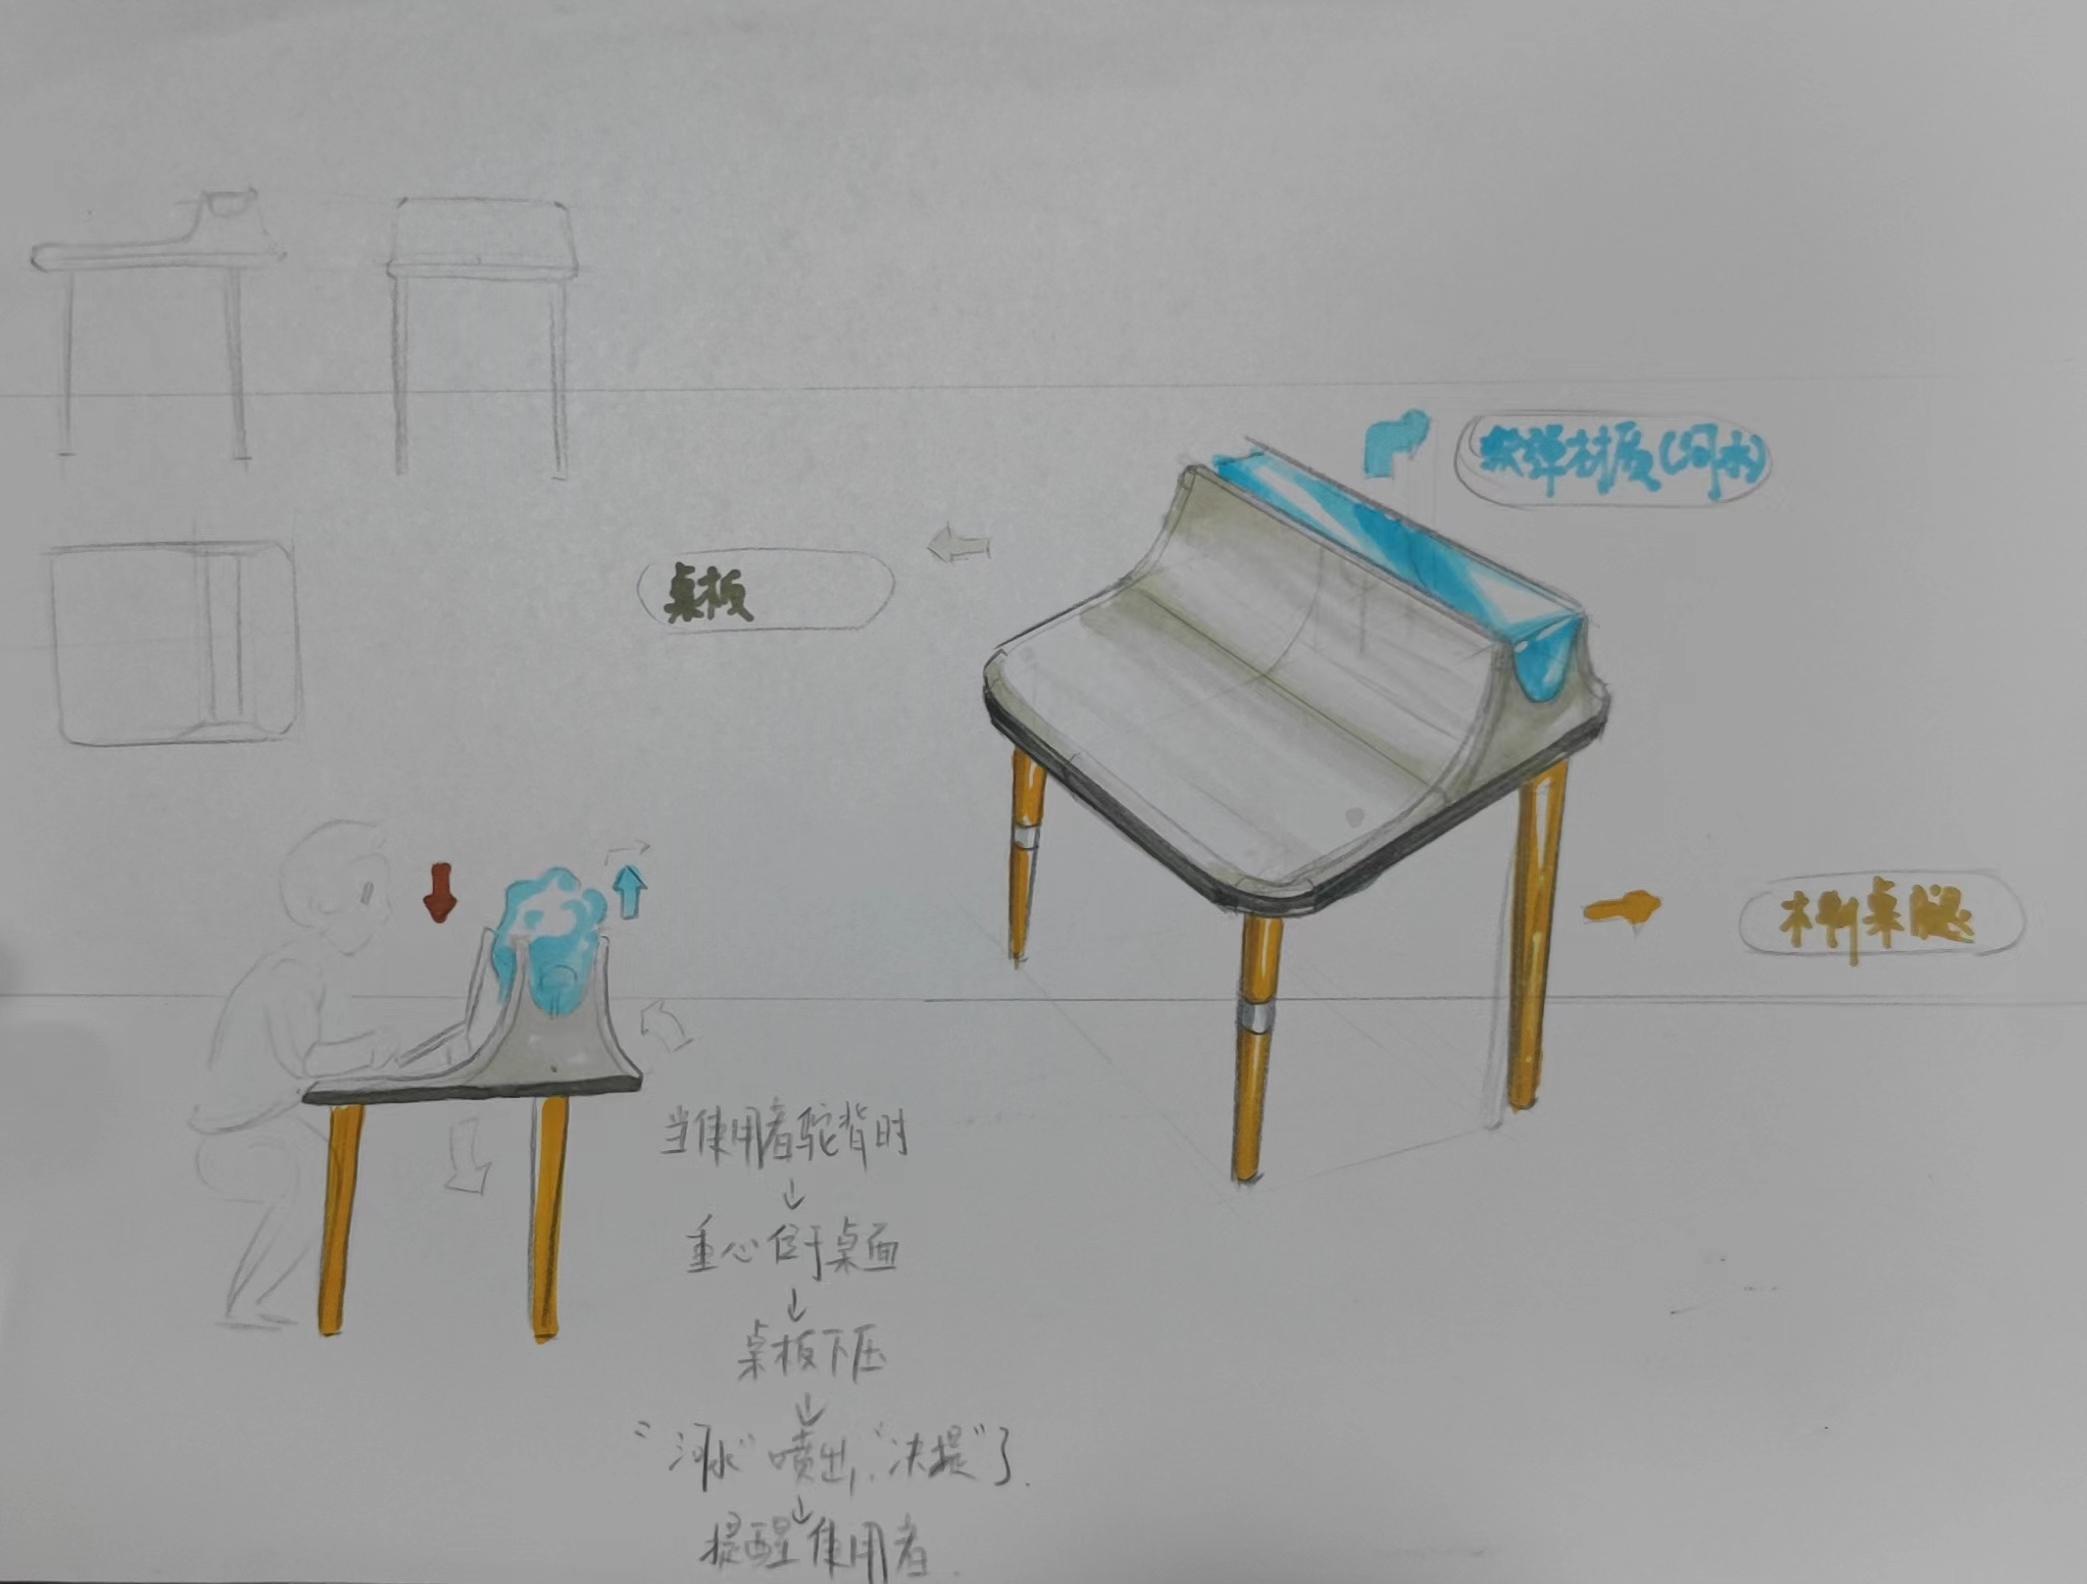 软弹材质(河水)
桌板
木制桌腿
当使用者驼背时
↓
重心位于桌面
↓
桌板下压
↓
"河水"喷出,"决提"了.
↓
提醒使用者.